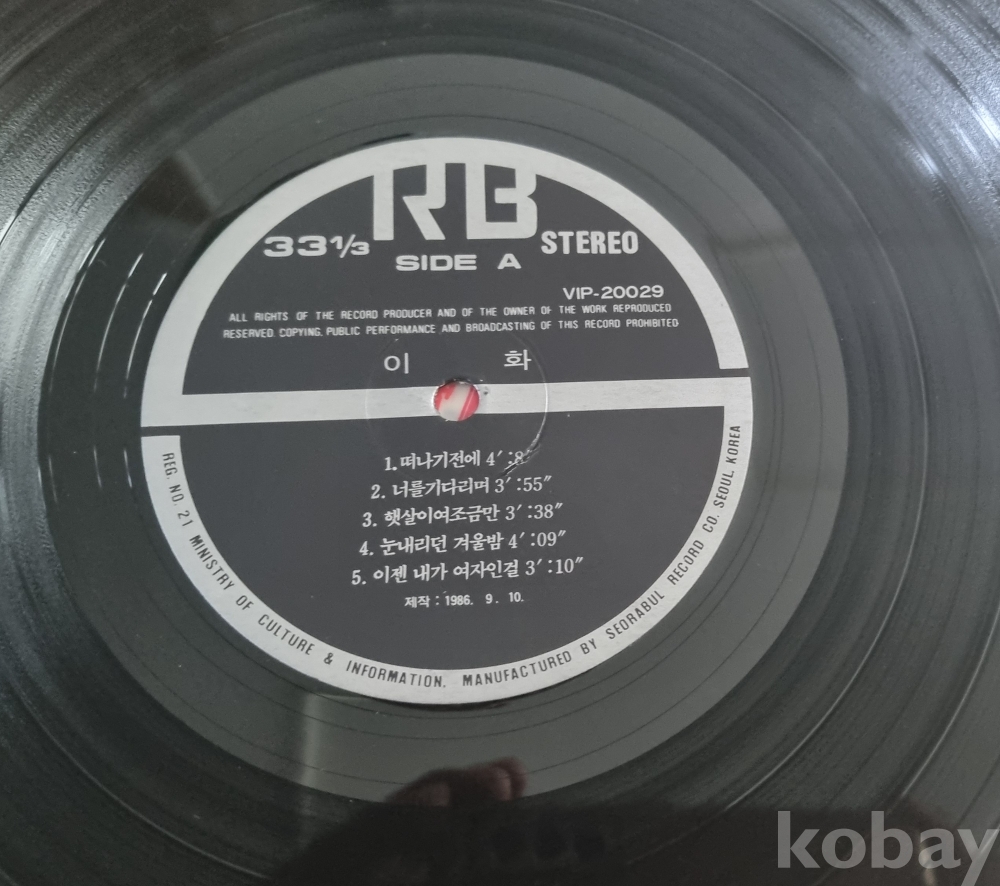 RB
33 1/3 STEREO
SIDE A
VIP-20029
ALL RIGHTS OF THE RECORD PRODUCER AND OF THE OWNER OF THE WORK REPRODUCED
RESERVED. COPYING, PUBLIC PERFORMANCE AND BROADCASTING OF THIS RECORD PROHIBITED
이 화
1. 떠나기전에 4′:8
2. 너를기다리며 3′:55″
3. 햇살이여조금만 3′:38″
4. 눈내리던 겨울밤 4′:09″
5. 이젠 내가 여자인걸 3′:10″
제작 : 1986. 9. 10.
REG. NO. 21 MINISTRY OF CULTURE & INFORMATION. MANUFACTURED BY SEORABUL RECORD CO. SEOUL, KOREA
kobay